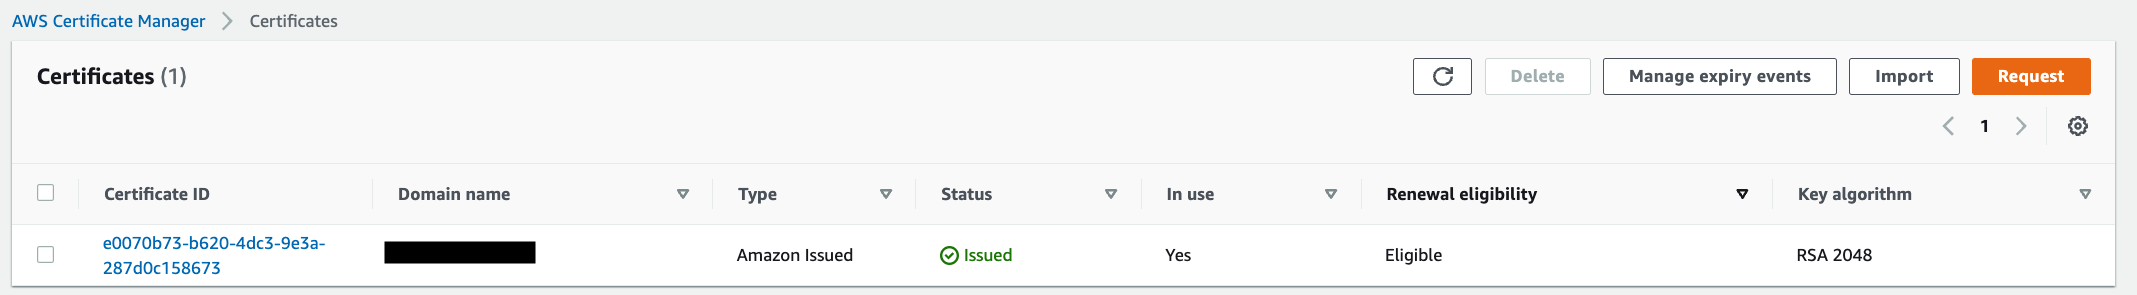 AWS Certificate Manager Certificates
Certificates (1)
Delete Manage expiry events Import Request
1
Certificate ID Domain name Type Status In use Renewal eligibility Key algorithm
e0070b73-b620-4dc3-9e3a-
287d0c158673
Amazon Issued Issued Yes Eligible RSA 2048